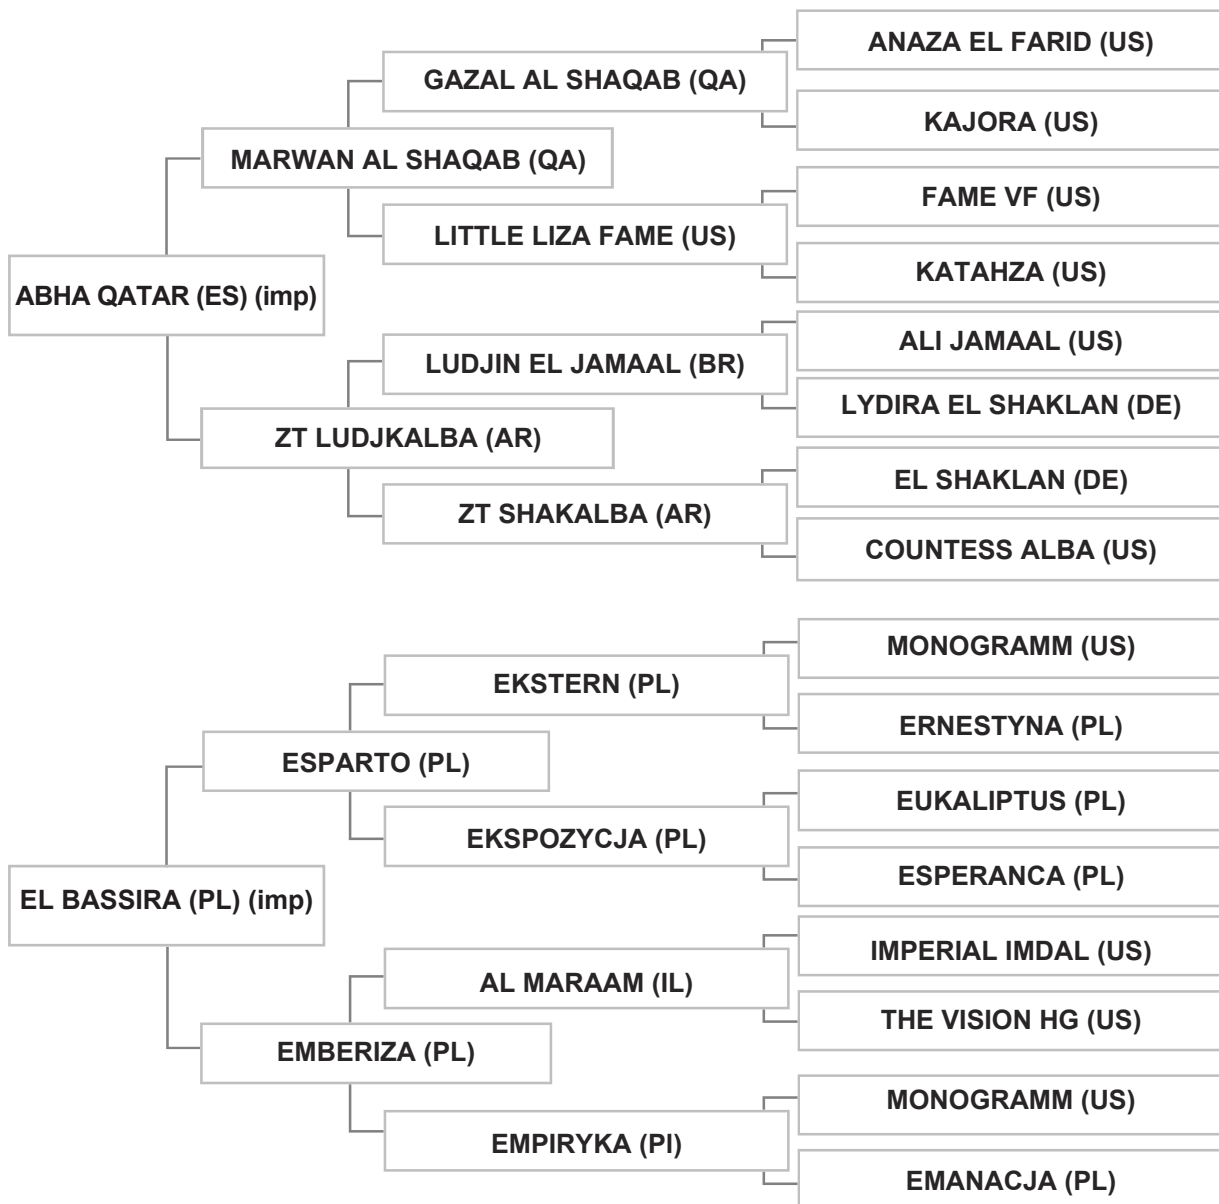 ANAZA EL FARID (US)
GAZAL AL SHAQAB (QA)
KAJORA (US)
MARWAN AL SHAQAB (QA)
FAME VF (US)
LITTLE LIZA FAME (US)
KATAHZA (US)
ABHA QATAR (ES) (imp)
ALI JAMAAL (US)
LUDJIN EL JAMAAL (BR)
LYDIRA EL SHAKLAN (DE)
ZT LUDJKALBA (AR)
EL SHAKLAN (DE)
ZT SHAKALBA (AR)
COUNTESS ALBA (US)
MONOGRAMM (US)
EKSTERN (PL)
ERNESTYNA (PL)
ESPARTO (PL)
EUKALIPTUS (PL)
EKSPOZYCJA (PL)
ESPERANCA (PL)
EL BASSIRA (PL) (imp)
IMPERIAL IMDAL (US)
AL MARAAM (IL)
THE VISION HG (US)
EMBERIZA (PL)
MONOGRAMM (US)
EMPIRYKA (PI)
EMANACJA (PL)